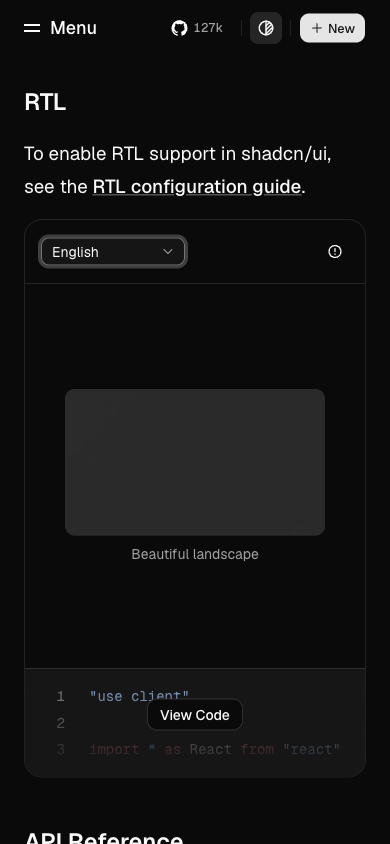 Menu
127k
New
RTL
To enable RTL support in shadcn/ui,
see the RTL configuration guide.
English
Beautiful landscape
1 "use client"
View Code
2
3 import * as React from "react"
API Reference